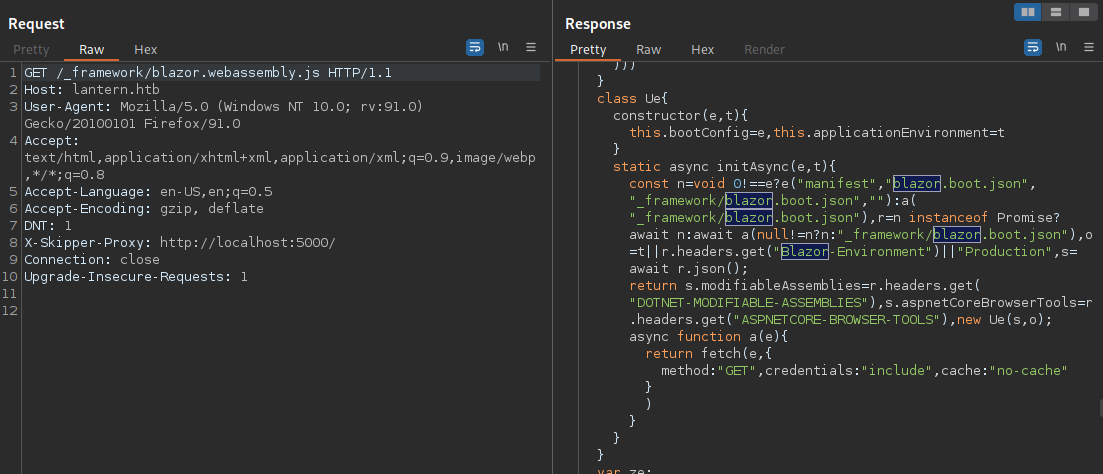 Request
Pretty Raw Hex
\n
1 GET /_framework/blazor.webassembly.js HTTP/1.1
2 Host: lantern.htb
3 User-Agent: Mozilla/5.0 (Windows NT 10.0; rv:91.0)
Gecko/20100101 Firefox/91.0
4 Accept:
text/html,application/xhtml+xml,application/xml;q=0.9,image/webp
,*/*;q=0.8
5 Accept-Language: en-US,en;q=0.5
6 Accept-Encoding: gzip, deflate
7 DNT: 1
8 X-Skipper-Proxy: http://localhost:5000/
9 Connection: close
10 Upgrade-Insecure-Requests: 1
11
12
Response
Pretty Raw Hex Render
\n
)))
}
class Ue{
constructor(e,t){
this.bootConfig=e,this.applicationEnvironment=t
}
static async initAsync(e,t){
const n=void 0!==e?e("manifest","blazor.boot.json",
"_framework/blazor.boot.json",""):a(
"_framework/blazor.boot.json"),r=n instanceof Promise?
await n:await a(null!=n?n:"_framework/blazor.boot.json"),o
=t||r.headers.get("Blazor-Environment")||"Production",s=
await r.json();
return s.modifiableAssemblies=r.headers.get(
"DOTNET-MODIFIABLE-ASSEMBLIES"),s.aspnetCoreBrowserTools=r
.headers.get("ASPNETCORE-BROWSER-TOOLS"),new Ue(s,o);
async function a(e){
return fetch(e,{
method:"GET",credentials:"include",cache:"no-cache"
}
)
}
}
}
var ze;